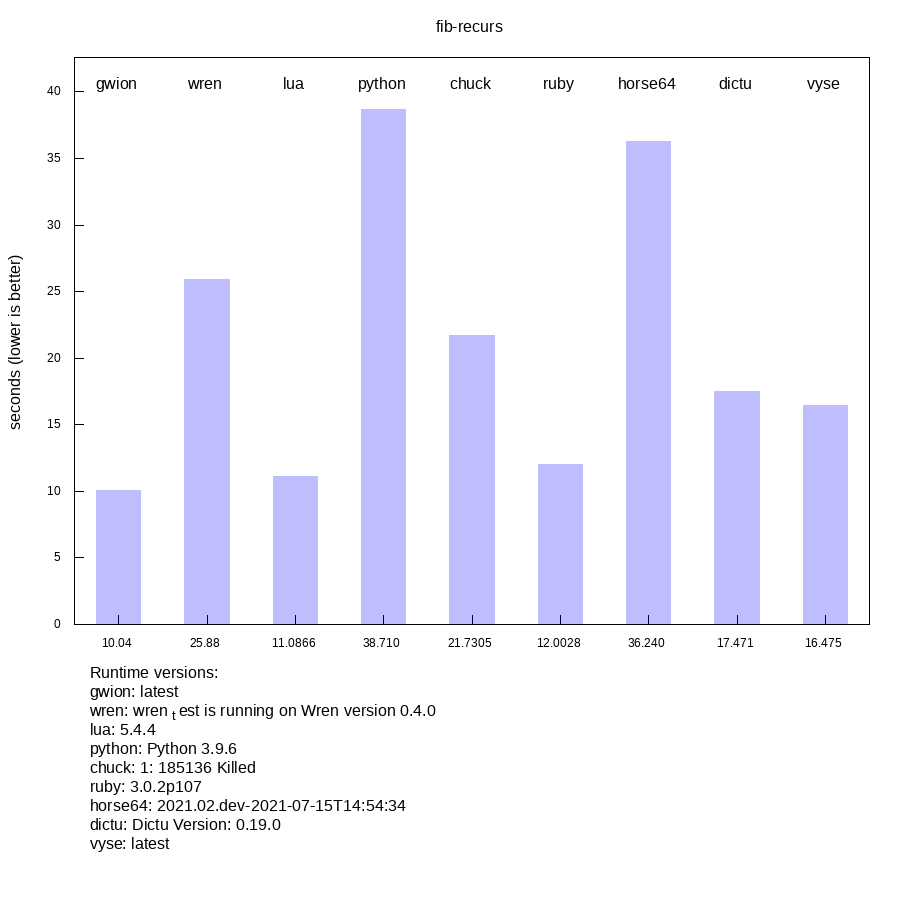 fib-recurs
gwion wren lua python chuck ruby horse64 dictu vyse
40
35
30
25
20
15
10
5
0
seconds (lower is better)
10.04 25.88 11.0866 38.710 21.7305 12.0028 36.240 17.471 16.475
Runtime versions:
gwion: latest
wren: wren t est is running on Wren version 0.4.0
lua: 5.4.4
python: Python 3.9.6
chuck: 1: 185136 Killed
ruby: 3.0.2p107
horse64: 2021.02.dev-2021-07-15T14:54:34
dictu: Dictu Version: 0.19.0
vyse: latest